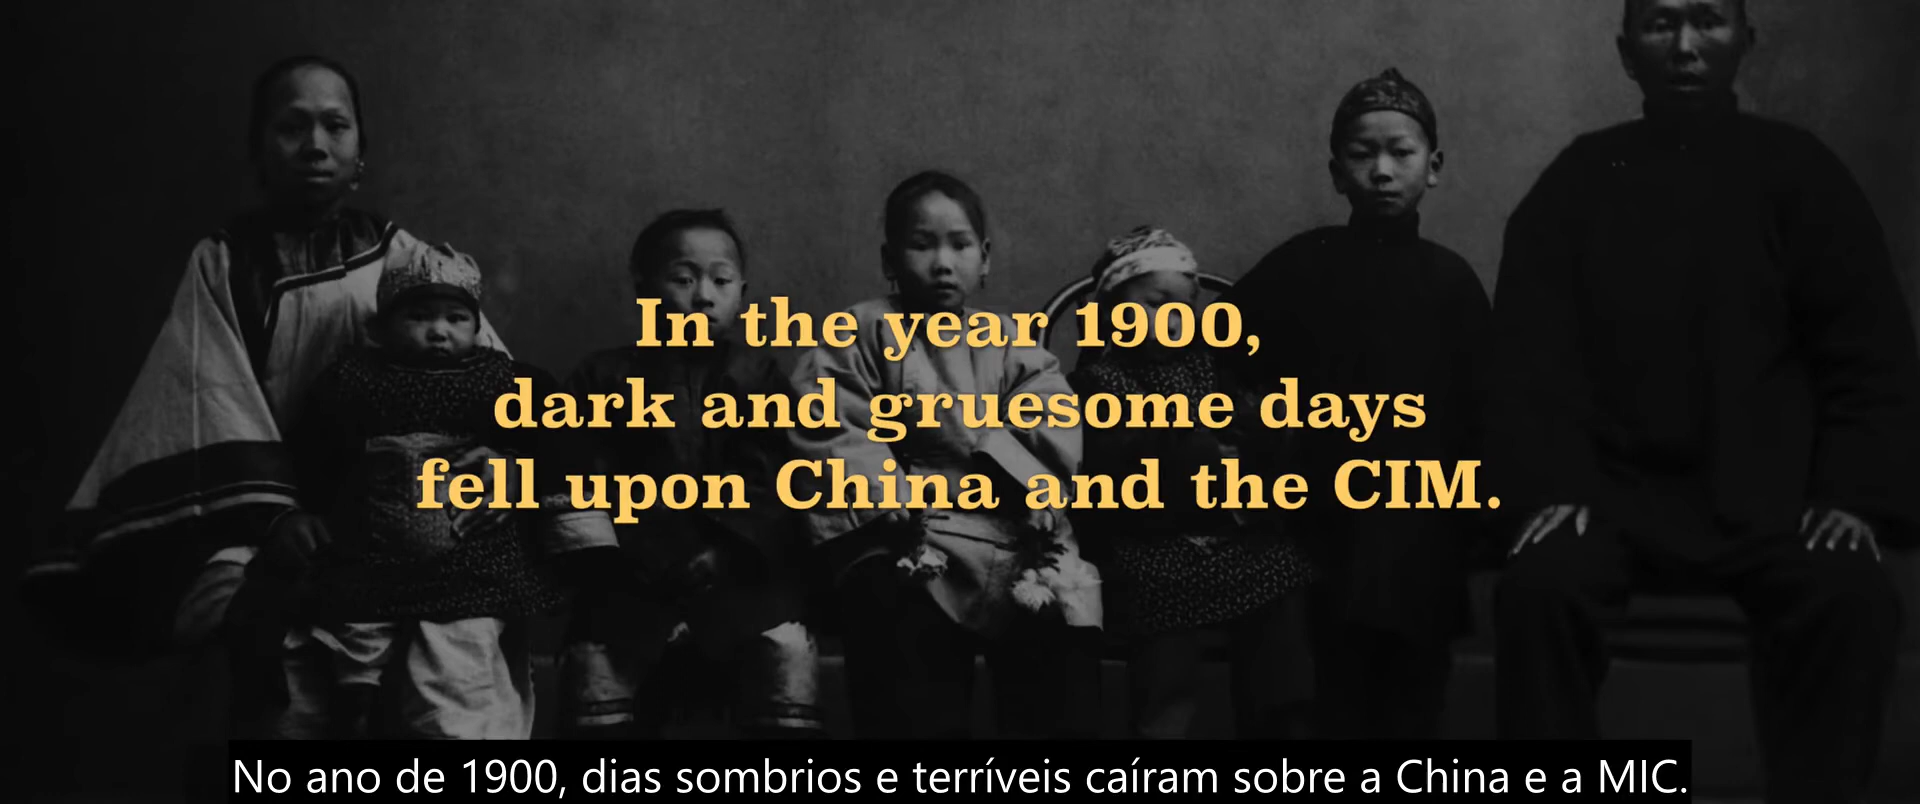 In the year 1900,
dark and gruesome days
fell upon China and the CIM.
No ano de 1900, dias sombrios e terríveis caíram sobre a China e a MIC.